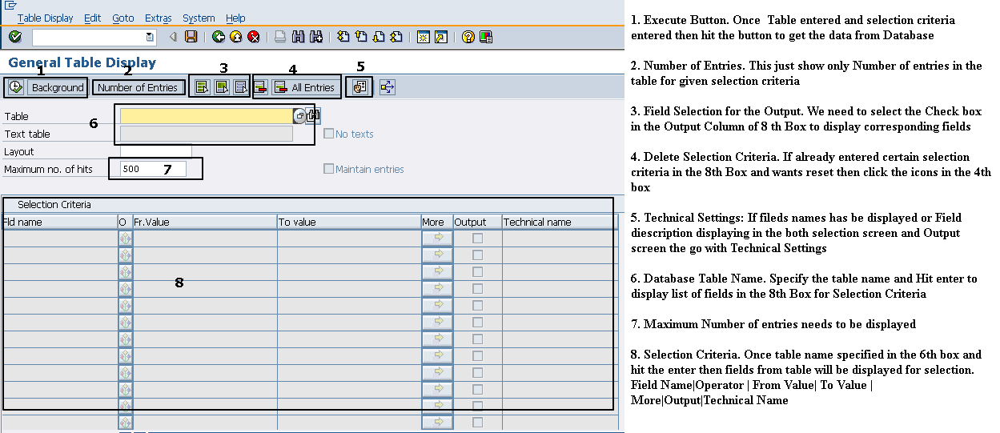 Table Display Edit Goto Extras System Help
General Table Display
1 2 3 4 5
Background Number of Entries All Entries
Table
6
Text table No texts
Layout
Maximum no. of hits 500 7 Maintain entries
Selection Criteria
Fld name O Fr.Value To value More Output Technical name
8
1. Execute Button. Once Table entered and selection criteria
entered then hit the button to get the data from Database
2. Number of Entries. This just show only Number of entries in the
table for given selection criteria
3. Field Selection for the Output. We need to select the Check box
in the Output Column of 8 th Box to display corresponding fields
4. Delete Selection Criteria. If already entered certain selection
criteria in the 8th Box and wants reset then click the icons in the 4th
box
5. Technical Settings: If fileds names has be displayed or Field
diescription displaying in the both selection screen and Output
screen the go with Technical Settings
6. Database Table Name. Specify the table name and Hit enter to
display list of fields in the 8th Box for Selection Criteria
7. Maximum Number of entries needs to be displayed
8. Selection Criteria. Once table name specified in the 6th box and
hit the enter then fields from table will be displayed for selection.
Field Name|Operator | From Value| To Value |
More|Output|Technical Name